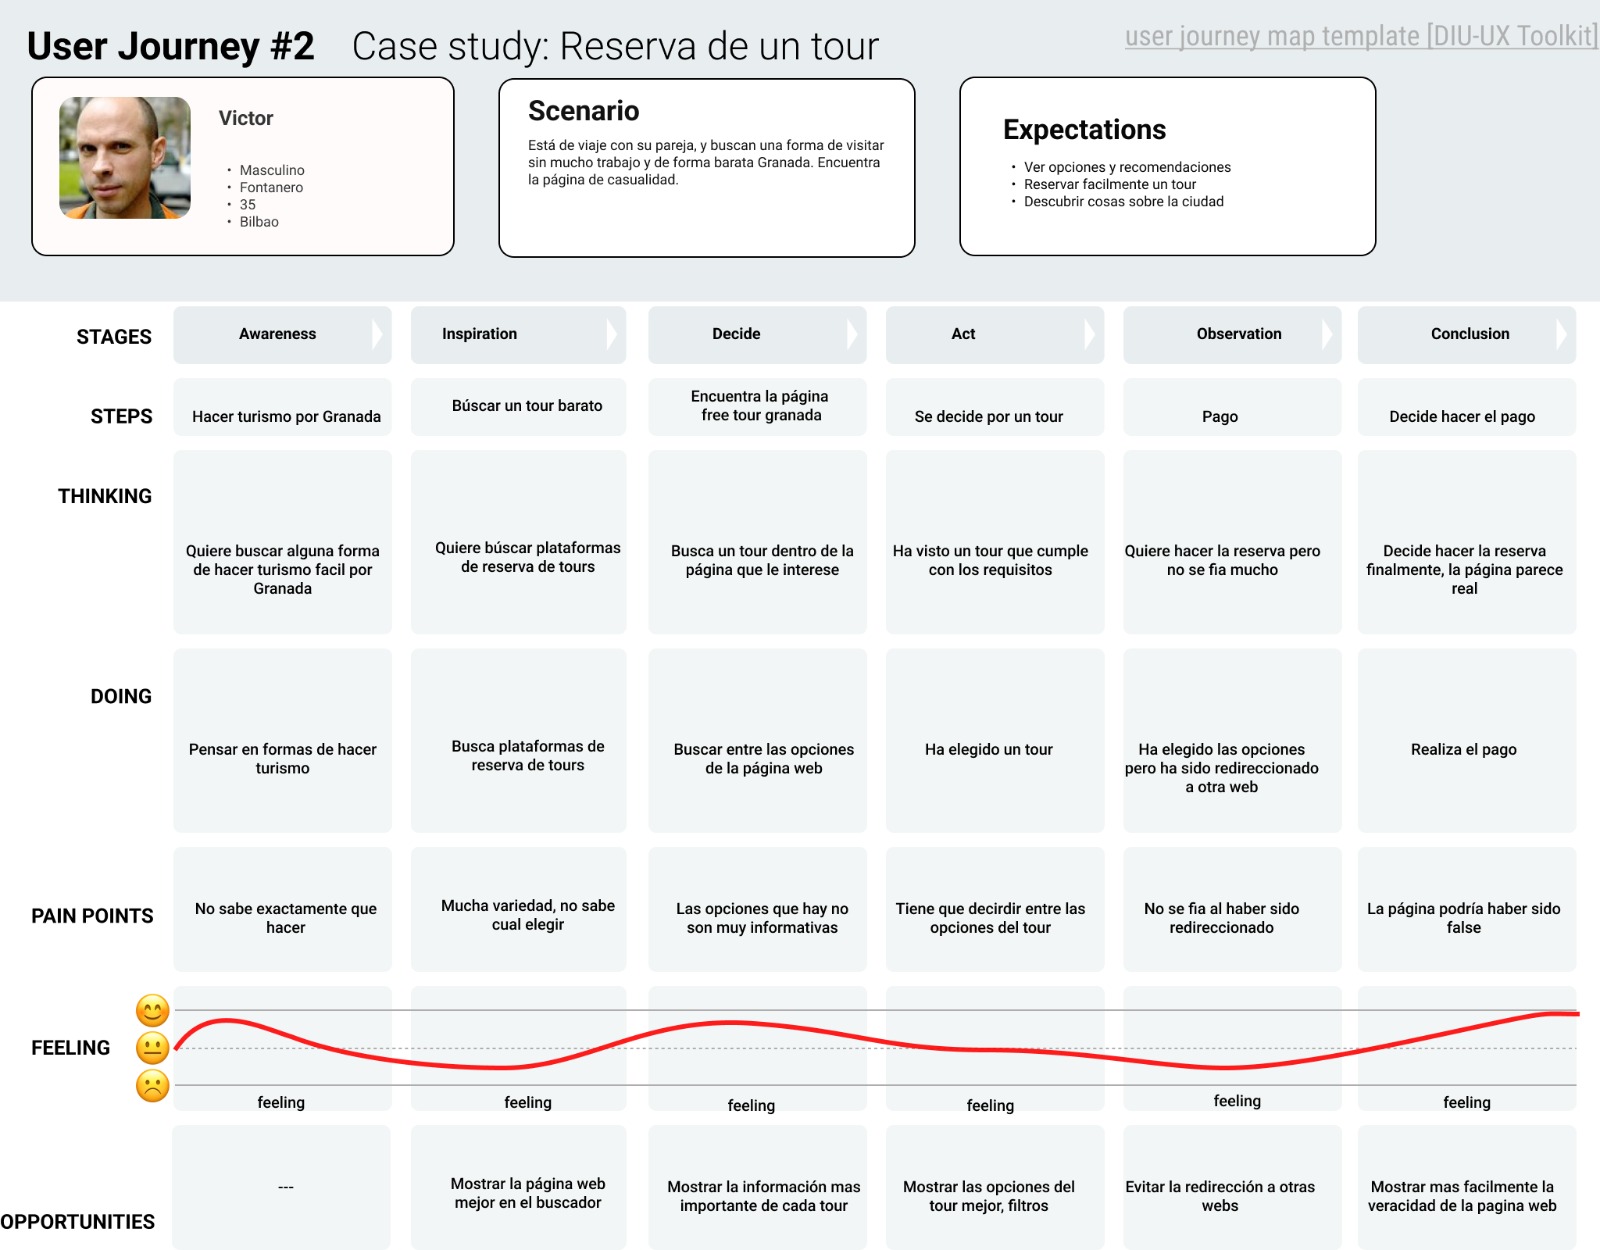 User Journey #2 Case study: Reserva de un tour
user journey map template [DIU-UX Toolkit]
Victor
• Masculino
• Fontanero
• 35
• Bilbao
Scenario
Está de viaje con su pareja, y buscan una forma de visitar
sin mucho trabajo y de forma barata Granada. Encuentra
la página de casualidad.
Expectations
• Ver opciones y recomendaciones
• Reservar facilmente un tour
• Descubrir cosas sobre la ciudad
STAGES
Awareness
Inspiration
Decide
Act
Observation
Conclusion
STEPS
Hacer turismo por Granada
Búscar un tour barato
Encuentra la página
free tour granada
Se decide por un tour
Pago
Decide hacer el pago
THINKING
Quiere buscar alguna forma
de hacer turismo facil por
Granada
Quiere búscar plataformas
de reserva de tours
Busca un tour dentro de la
página que le interese
Ha visto un tour que cumple
con los requisitos
Quiere hacer la reserva pero
no se fia mucho
Decide hacer la reserva
finalmente, la página parece
real
DOING
Pensar en formas de hacer
turismo
Busca plataformas de
reserva de tours
Buscar entre las opciones
de la página web
Ha elegido un tour
Ha elegido las opciones
pero ha sido redireccionado
a otra web
Realiza el pago
PAIN POINTS
No sabe exactamente que
hacer
Mucha variedad, no sabe
cual elegir
Las opciones que hay no
son muy informativas
Tiene que decirdir entre las
opciones del tour
No se fia al haber sido
redireccionado
La página podría haber sido
false
FEELING
feeling
feeling
feeling
feeling
feeling
feeling
OPPORTUNITIES
---
Mostrar la página web
mejor en el buscador
Mostrar la información mas
importante de cada tour
Mostrar las opciones del
tour mejor, filtros
Evitar la redirección a otras
webs
Mostrar mas facilmente la
veracidad de la pagina web